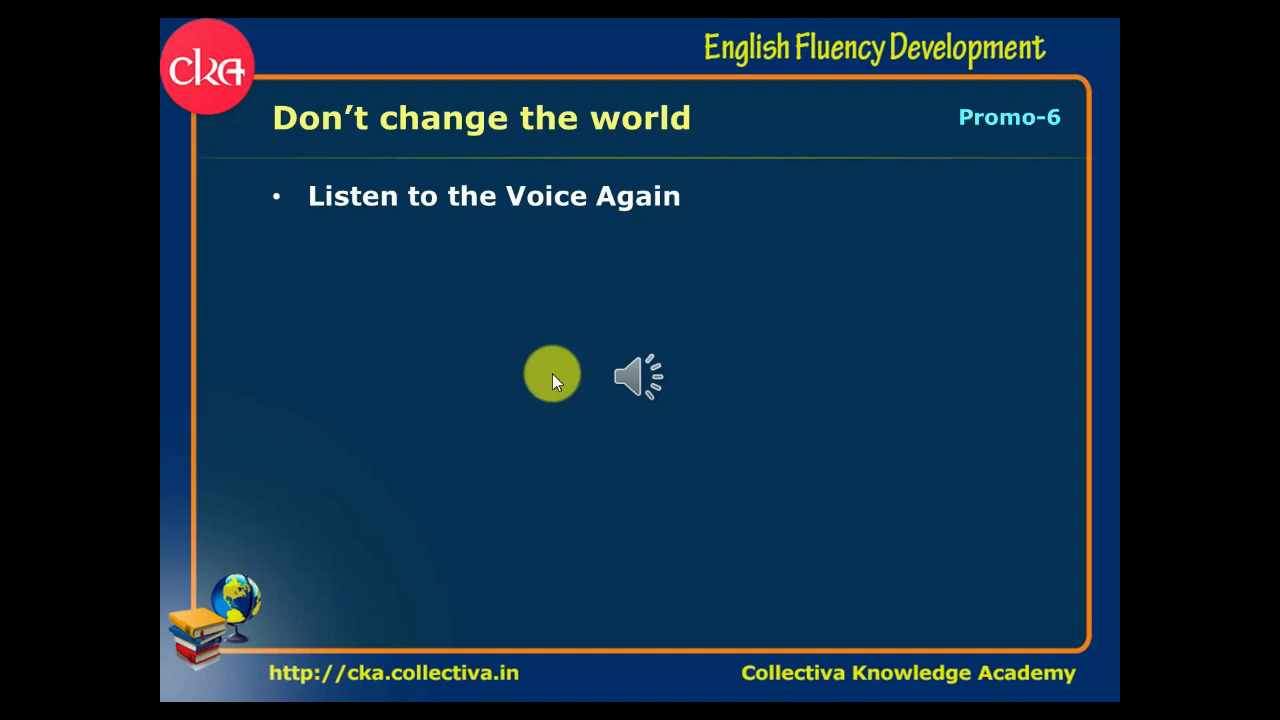 cka
English Fluency Development
Don’t change the world
Promo-6
• Listen to the Voice Again
http://cka.collectiva.in
Collectiva Knowledge Academy